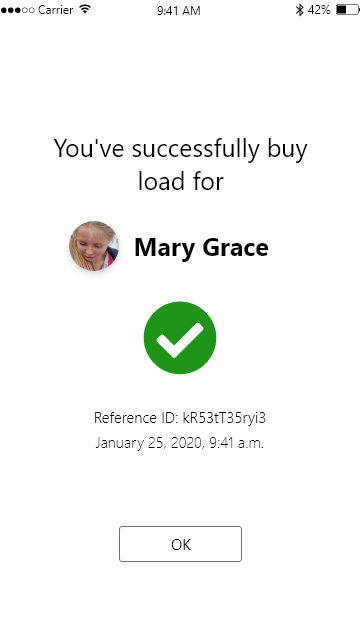 Carrier 9:41 AM 42%
You've successfully buy
load for
Mary Grace
Reference ID: kR53tT35ryi3
January 25, 2020, 9:41 a.m.
OK